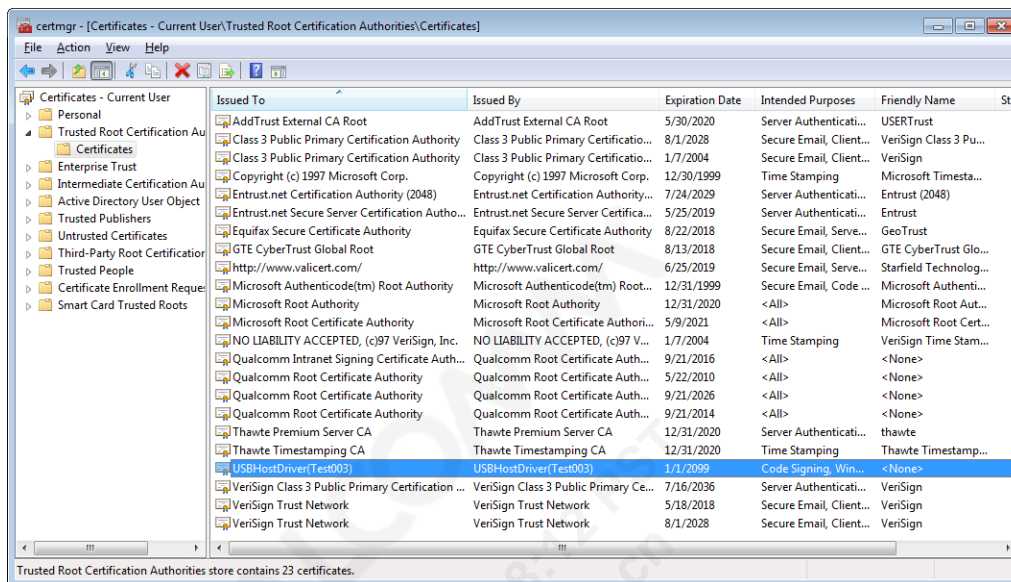 certmgr - [Certificates - Current User\Trusted Root Certification Authorities\Certificates]
File Action View Help
Certificates - Current User
Personal
Trusted Root Certification Au
Certificates
Enterprise Trust
Intermediate Certification Au
Active Directory User Object
Trusted Publishers
Untrusted Certificates
Third-Party Root Certification
Trusted People
Certificate Enrollment Reques
Smart Card Trusted Roots
Issued To Issued By Expiration Date Intended Purposes Friendly Name St
AddTrust External CA Root AddTrust External CA Root 5/30/2020 Server Authenticati... USERTrust
Class 3 Public Primary Certification Authority Class 3 Public Primary Certificatio... 8/1/2028 Secure Email, Client... VeriSign Class 3 Pu...
Class 3 Public Primary Certification Authority Class 3 Public Primary Certificatio... 1/7/2004 Secure Email, Client... VeriSign
Copyright (c) 1997 Microsoft Corp. Copyright (c) 1997 Microsoft Corp. 12/30/1999 Time Stamping Microsoft Timesta...
Entrust.net Certification Authority (2048) Entrust.net Certification Authority... 7/24/2029 Server Authenticati... Entrust (2048)
Entrust.net Secure Server Certification Autho... Entrust.net Secure Server Certifica... 5/25/2019 Server Authenticati... Entrust
Equifax Secure Certificate Authority Equifax Secure Certificate Authority 8/22/2018 Secure Email, Serve... GeoTrust
GTE CyberTrust Global Root GTE CyberTrust Global Root 8/13/2018 Secure Email, Client... GTE CyberTrust Glo...
http://www.valicert.com/ http://www.valicert.com/ 6/25/2019 Secure Email, Serve... Starfield Technolog...
Microsoft Authenticode(tm) Root Authority Microsoft Authenticode(tm) Root... 12/31/1999 Secure Email, Code ... Microsoft Authenti...
Microsoft Root Authority Microsoft Root Authority 12/31/2020 <All> Microsoft Root Aut...
Microsoft Root Certificate Authority Microsoft Root Certificate Authori... 5/9/2021 <All> Microsoft Root Cert...
NO LIABILITY ACCEPTED, (c)97 VeriSign, Inc. NO LIABILITY ACCEPTED, (c)97 V... 1/7/2004 Time Stamping VeriSign Time Stam...
Qualcomm Intranet Signing Certificate Auth... Qualcomm Root Certificate Auth... 9/21/2016 <All> <None>
Qualcomm Root Certificate Authority Qualcomm Root Certificate Auth... 5/22/2010 <All> <None>
Qualcomm Root Certificate Authority Qualcomm Root Certificate Auth... 9/21/2026 <All> <None>
Qualcomm Root Certificate Authority Qualcomm Root Certificate Auth... 9/21/2014 <All> <None>
Thawte Premium Server CA Thawte Premium Server CA 12/31/2020 Server Authenticati... thawte
Thawte Timestamping CA Thawte Timestamping CA 12/31/2020 Time Stamping Thawte Timestamp...
USBHostDriver(Test003) USBHostDriver(Test003) 1/1/2099 Code Signing, Win... <None>
VeriSign Class 3 Public Primary Certification ... VeriSign Class 3 Public Primary Ce... 7/16/2036 Server Authenticati... VeriSign
VeriSign Trust Network VeriSign Trust Network 5/18/2018 Secure Email, Client... VeriSign
VeriSign Trust Network VeriSign Trust Network 8/1/2028 Secure Email, Client... VeriSign
Trusted Root Certification Authorities store contains 23 certificates.